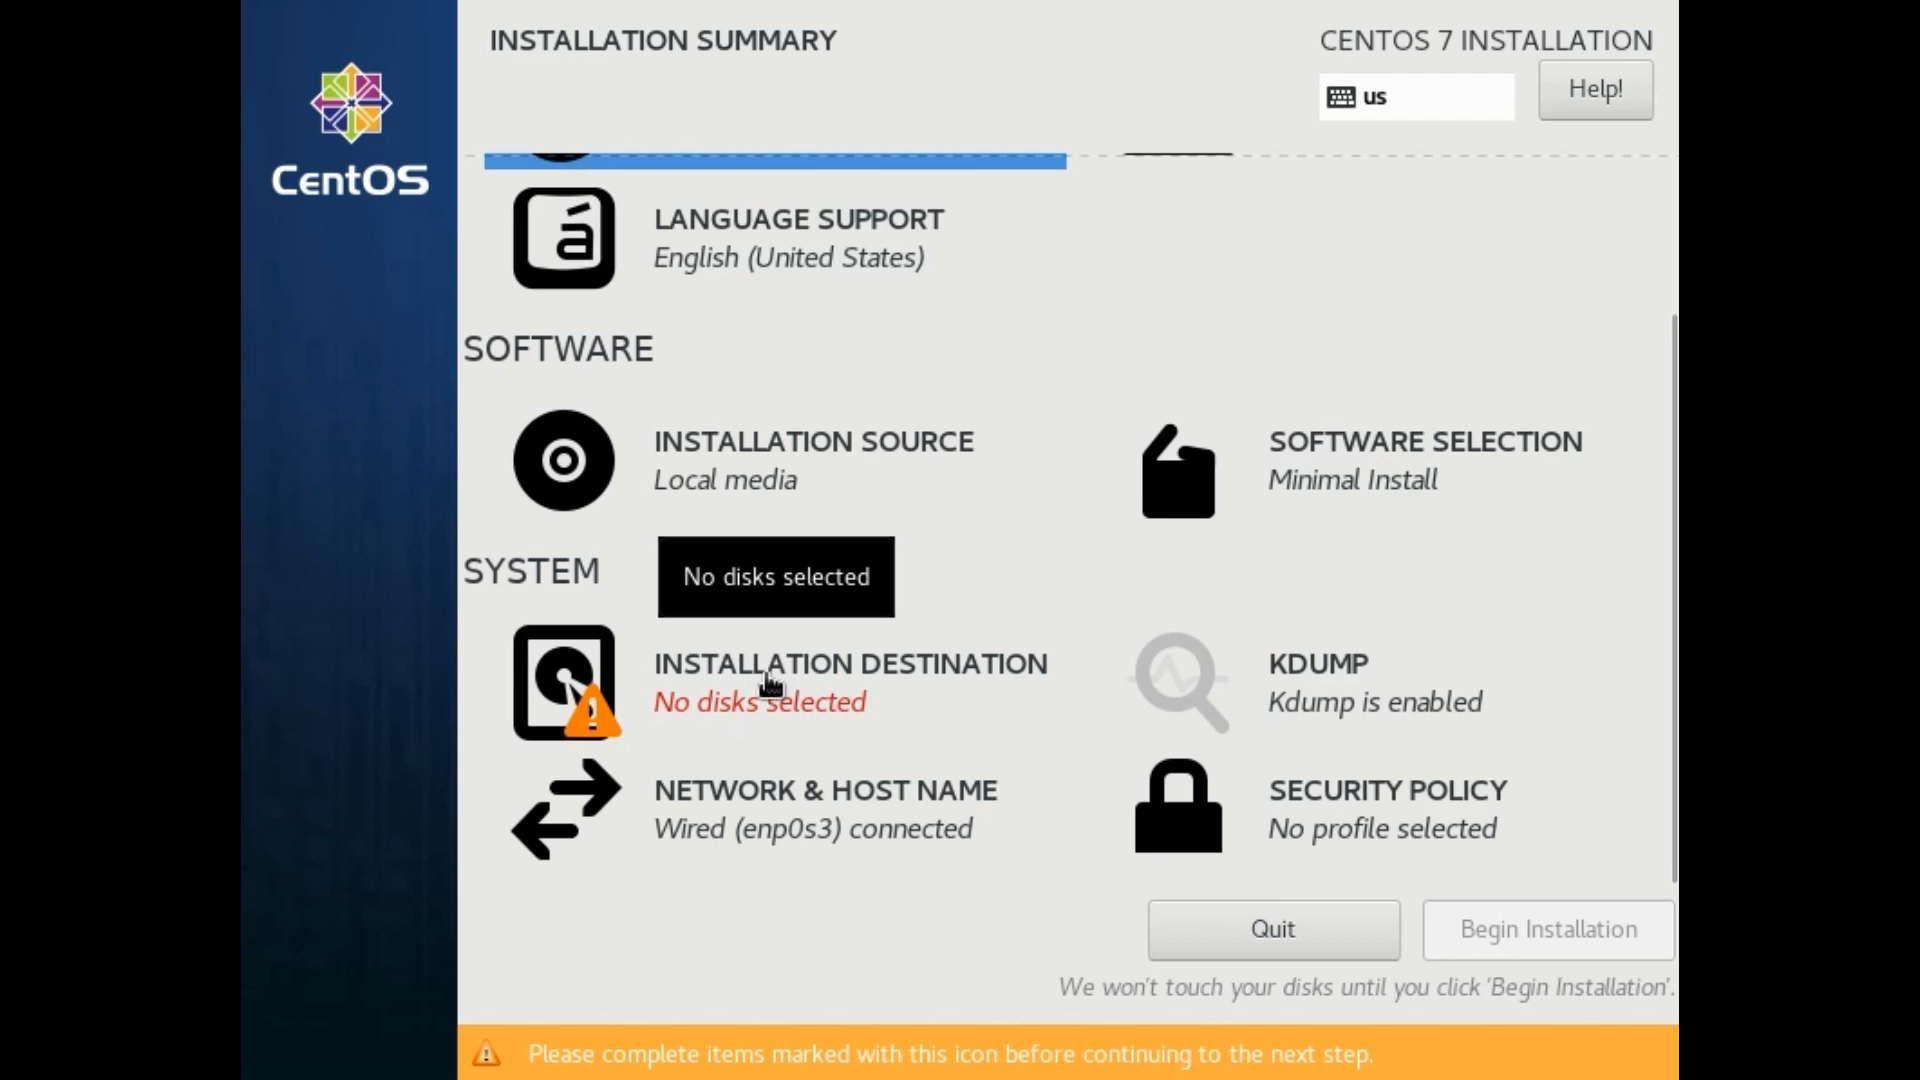 INSTALLATION SUMMARY
CENTOS 7 INSTALLATION
us
Help!
CentOS
á
LANGUAGE SUPPORT
English (United States)
SOFTWARE
INSTALLATION SOURCE
Local media
SOFTWARE SELECTION
Minimal Install
SYSTEM
No disks selected
INSTALLATION DESTINATION
No disks selected
KDUMP
Kdump is enabled
NETWORK & HOST NAME
Wired (enp0s3) connected
SECURITY POLICY
No profile selected
Quit
Begin Installation
We won't touch your disks until you click 'Begin Installation'.
Please complete items marked with this icon before continuing to the next step.